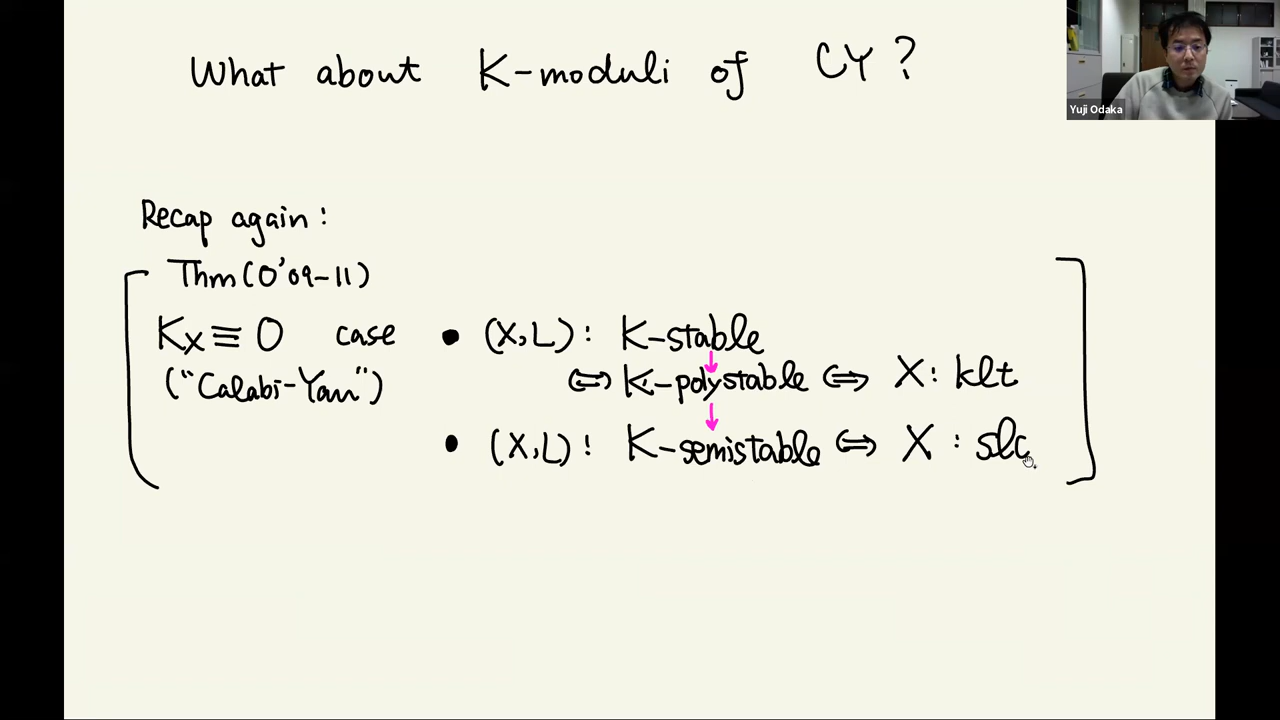 What about K-moduli of CY?
Yuji Odaka
Recap again:
Thm (O'09-11)
K_X ≡ 0 case • (X,L): K-stable
("Calabi-Yau") ⇔ K-polystable ⇔ X: klt
• (X,L): K-semistable ⇔ X: slc